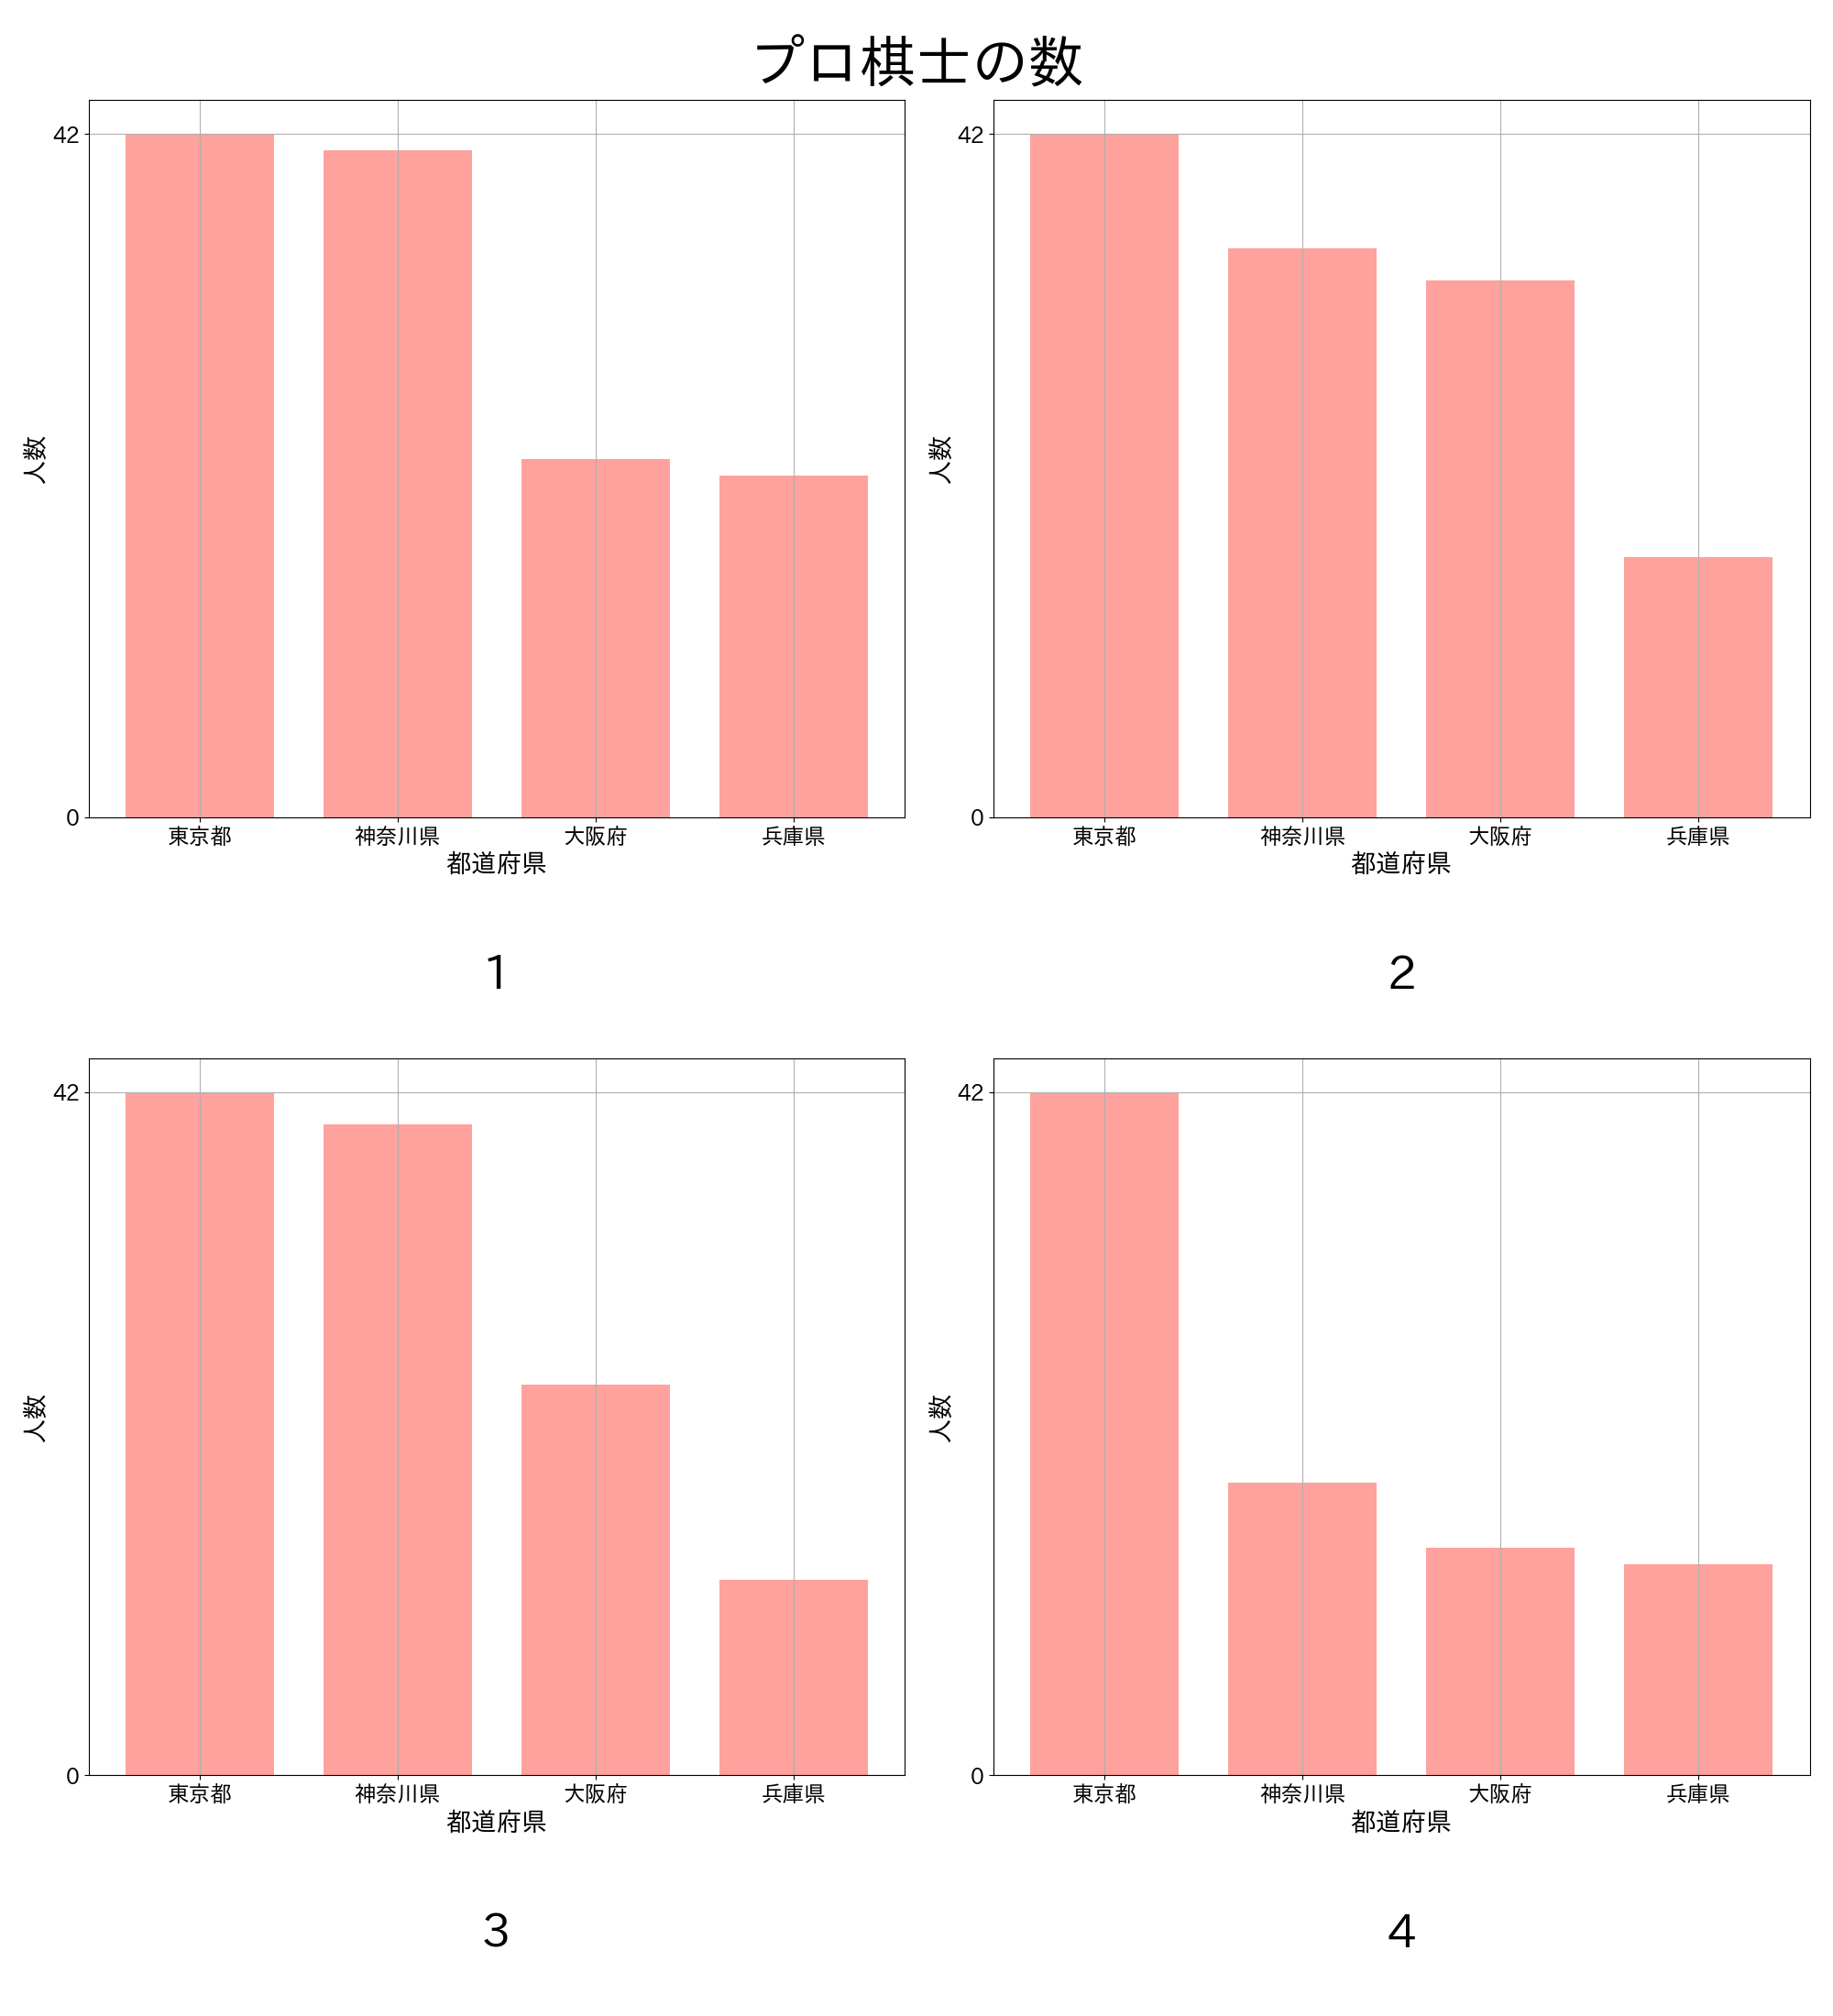 プロ棋士の数
42
0
人数
東京都 神奈川県 大阪府 兵庫県
都道府県
1
42
0
人数
東京都 神奈川県 大阪府 兵庫県
都道府県
2
42
0
人数
東京都 神奈川県 大阪府 兵庫県
都道府県
3
42
0
人数
東京都 神奈川県 大阪府 兵庫県
都道府県
4